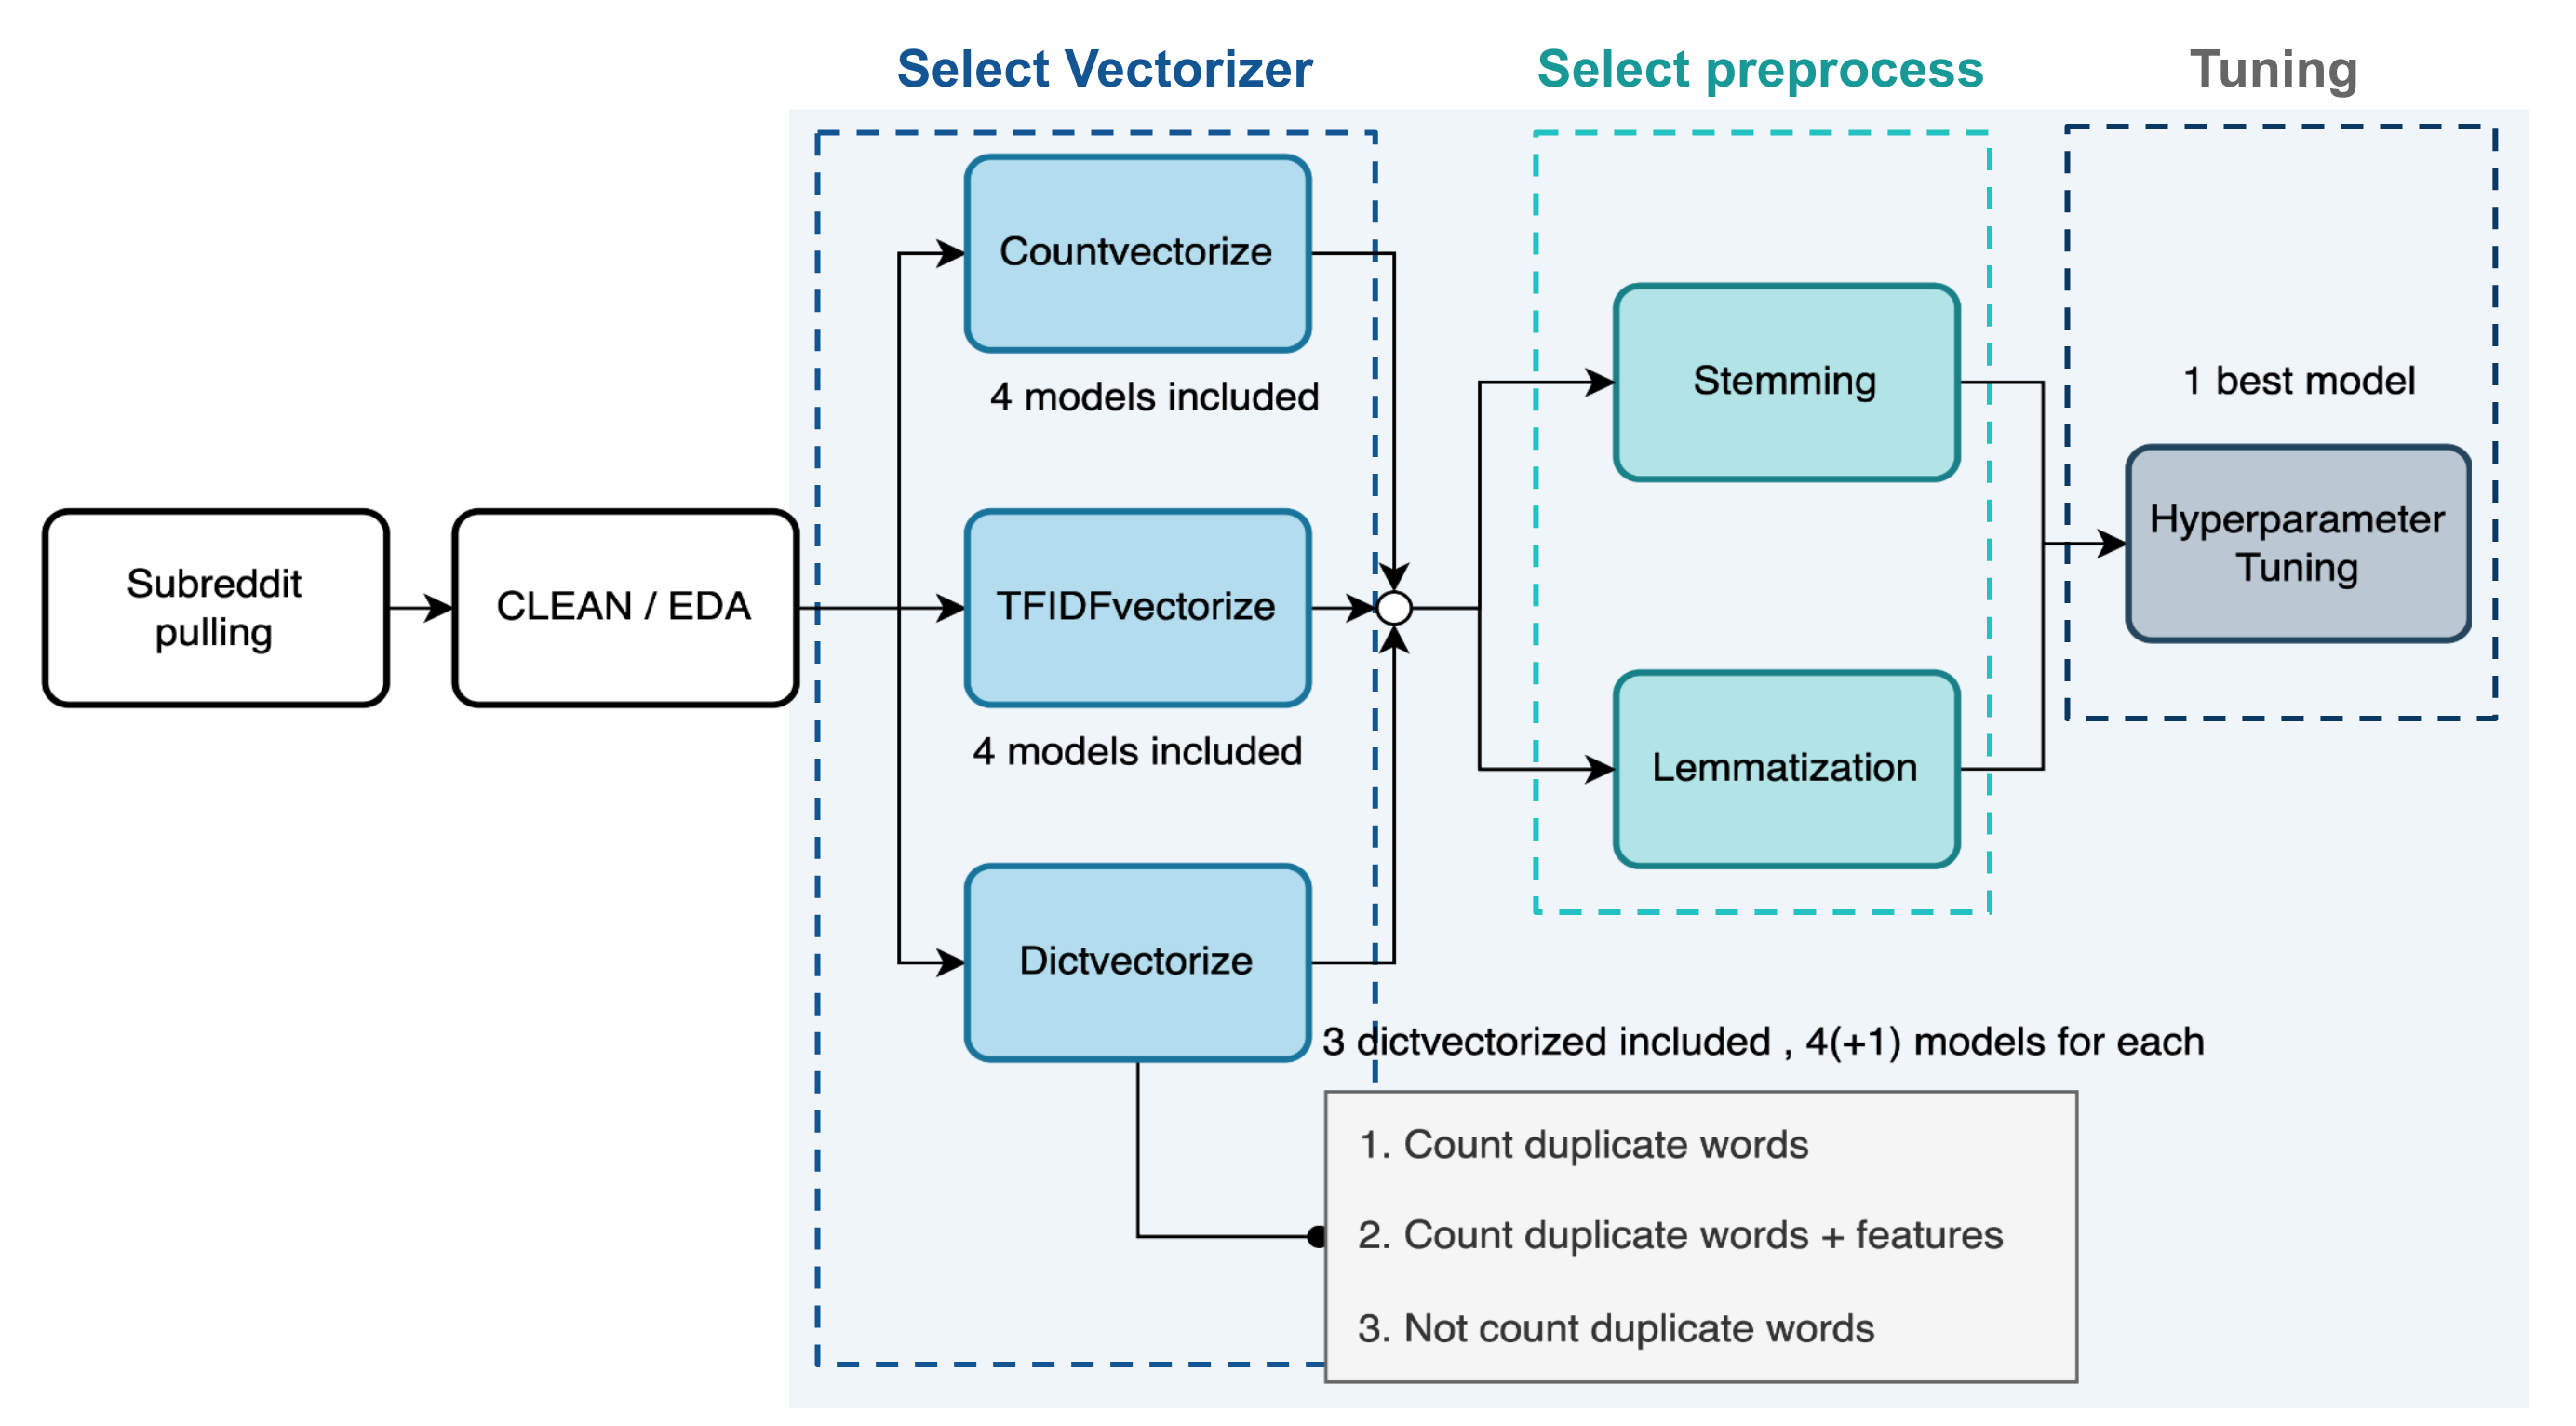 Select Vectorizer
Select preprocess
Tuning
Subreddit
pulling
CLEAN / EDA
Countvectorize
4 models included
TFIDFvectorize
4 models included
Dictvectorize
3 dictvectorized included , 4(+1) models for each
1. Count duplicate words
2. Count duplicate words + features
3. Not count duplicate words
Stemming
Lemmatization
1 best model
Hyperparameter
Tuning